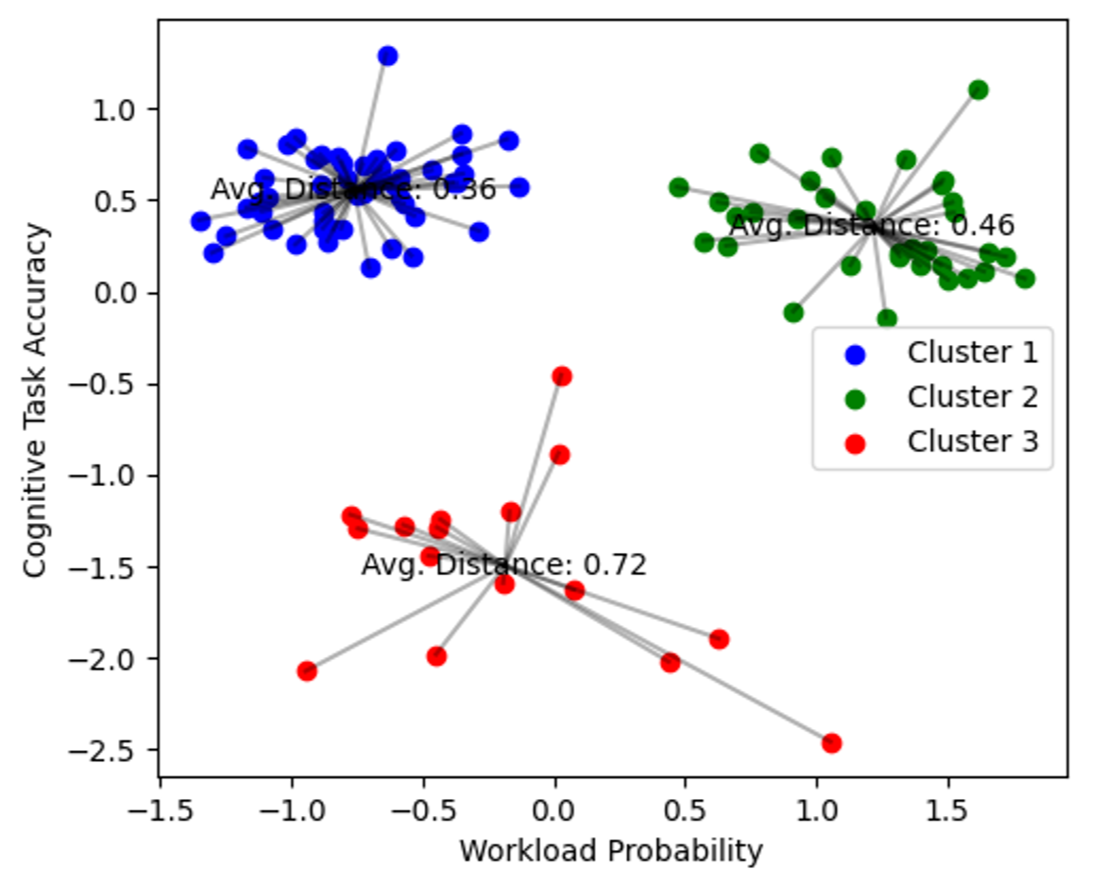 1.0
0.5
0.0
−0.5
−1.0
−1.5
−2.0
−2.5
Cognitive Task Accuracy
Avg. Distance: 0.36
Avg. Distance: 0.46
Cluster 1
Cluster 2
Cluster 3
Avg. Distance: 0.72
−1.5 −1.0 −0.5 0.0 0.5 1.0 1.5
Workload Probability